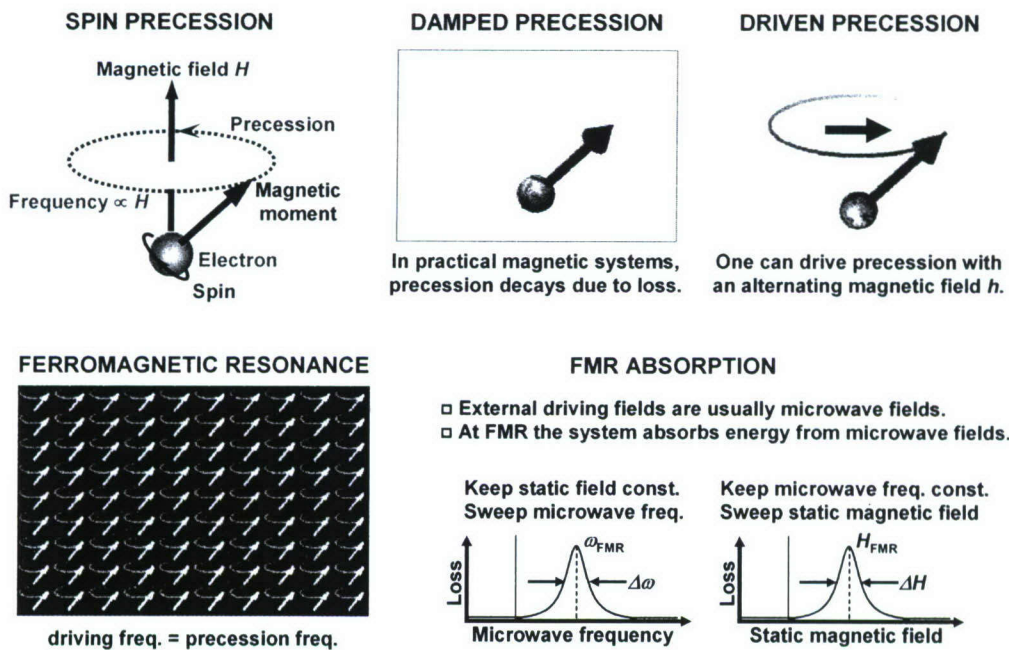 SPIN PRECESSION
Magnetic field H
Precession
Frequency ∝ H
Magnetic
moment
Electron
Spin
DAMPED PRECESSION
In practical magnetic systems,
precession decays due to loss.
DRIVEN PRECESSION
One can drive precession with
an alternating magnetic field h.
FERROMAGNETIC RESONANCE
driving freq. = precession freq.
FMR ABSORPTION
□ External driving fields are usually microwave fields.
□ At FMR the system absorbs energy from microwave fields.
Keep static field const.
Sweep microwave freq.
ωFMR
Δω
Loss
Microwave frequency
Keep microwave freq. const.
Sweep static magnetic field
HFMR
ΔH
Loss
Static magnetic field